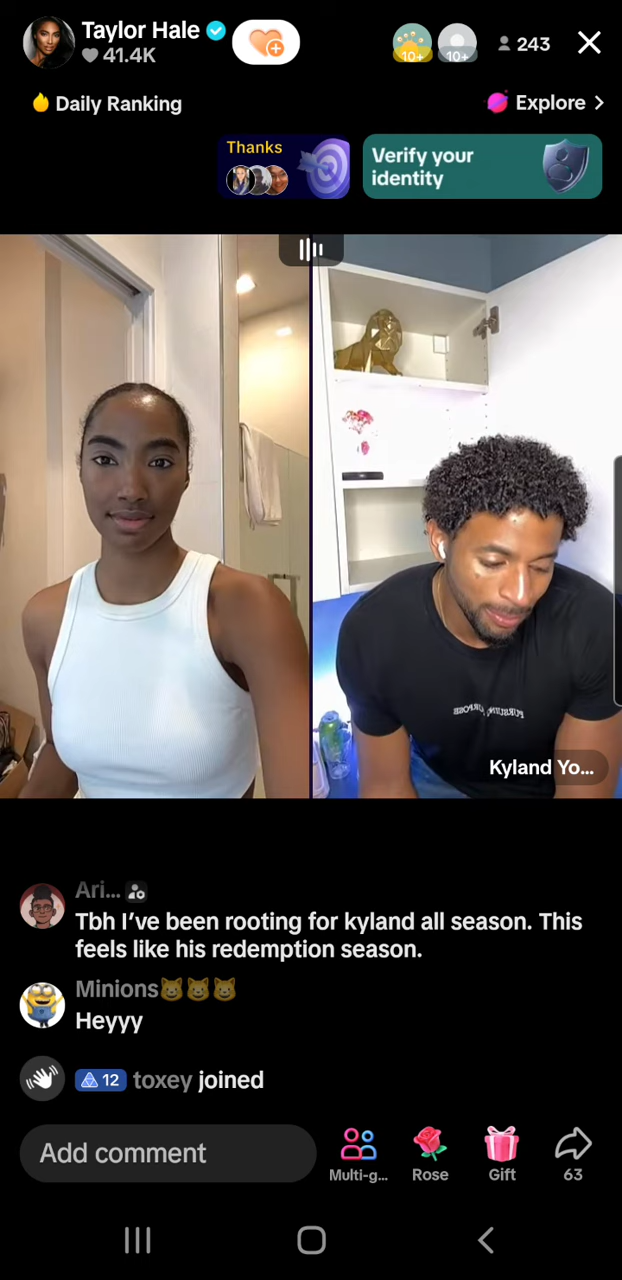 Taylor Hale
41.4K
10+
10+
243
Daily Ranking
Explore >
Thanks
Verify your
identity
Kyland Yo...
Ari...
Tbh I've been rooting for kyland all season. This
feels like his redemption season.
Minions😺😺😺
Heyyy
12 toxey joined
Add comment
Multi-g...
Rose
Gift
63